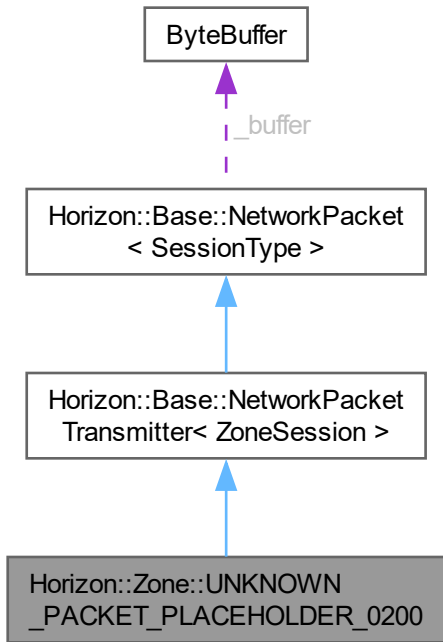 ByteBuffer
_buffer
Horizon::Base::NetworkPacket
< SessionType >
Horizon::Base::NetworkPacket
Transmitter< ZoneSession >
Horizon::Zone::UNKNOWN
_PACKET_PLACEHOLDER_0200